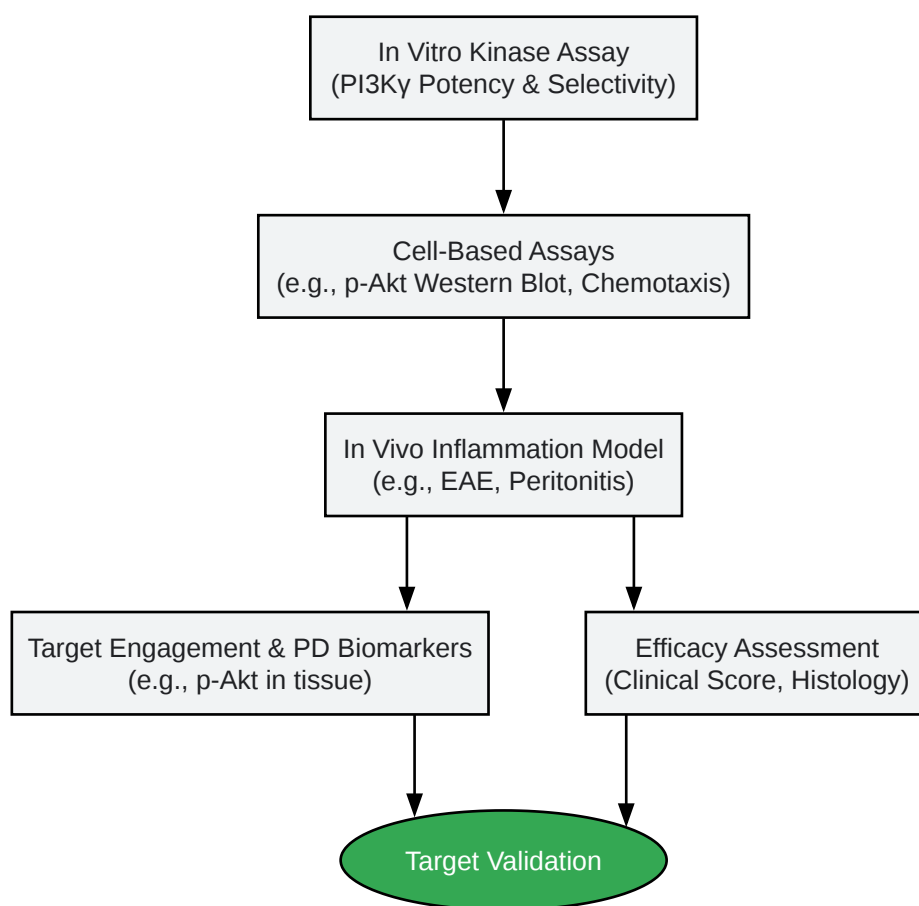 In Vitro Kinase Assay
(PI3Kγ Potency & Selectivity)
Cell-Based Assays
(e.g., p-Akt Western Blot, Chemotaxis)
In Vivo Inflammation Model
(e.g., EAE, Peritonitis)
Target Engagement & PD Biomarkers
(e.g., p-Akt in tissue)
Efficacy Assessment
(Clinical Score, Histology)
Target Validation